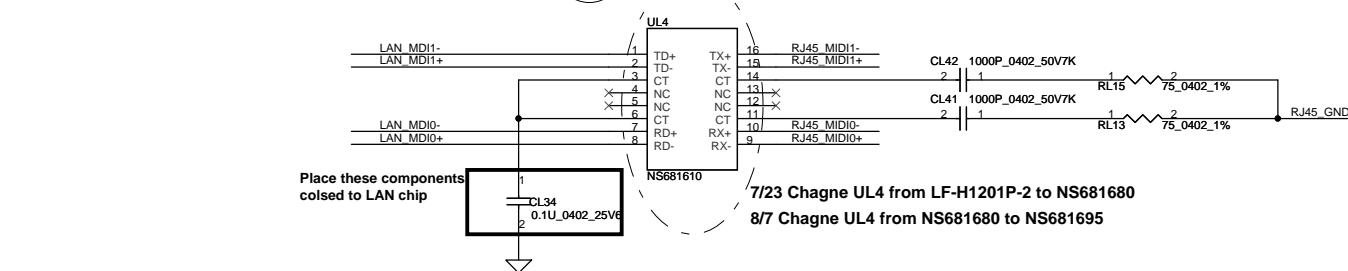 UL4
LAN_MDI1- 1 TD+ TX+ 16 RJ45_MIDI1-
LAN_MDI1+ 2 TD- TX- 15 RJ45_MIDI1+
3 CT CT 14
4 NC NC 13
5 NC NC 12
6 CT CT 11
LAN_MDI0- 7 RD+ RX+ 10 RJ45_MIDI0-
LAN_MDI0+ 8 RD- RX- 9 RJ45_MIDI0+
NS681610
CL42 1000P_0402_50V7K
2 1 1 2
RL15 75_0402_1%
CL41 1000P_0402_50V7K
2 1 1 2
RL13 75_0402_1%
RJ45_GND
Place these components
colsed to LAN chip
1
CL34
0.1U_0402_25V6
2
7/23 Chagne UL4 from LF-H1201P-2 to NS681680
8/7 Chagne UL4 from NS681680 to NS681695